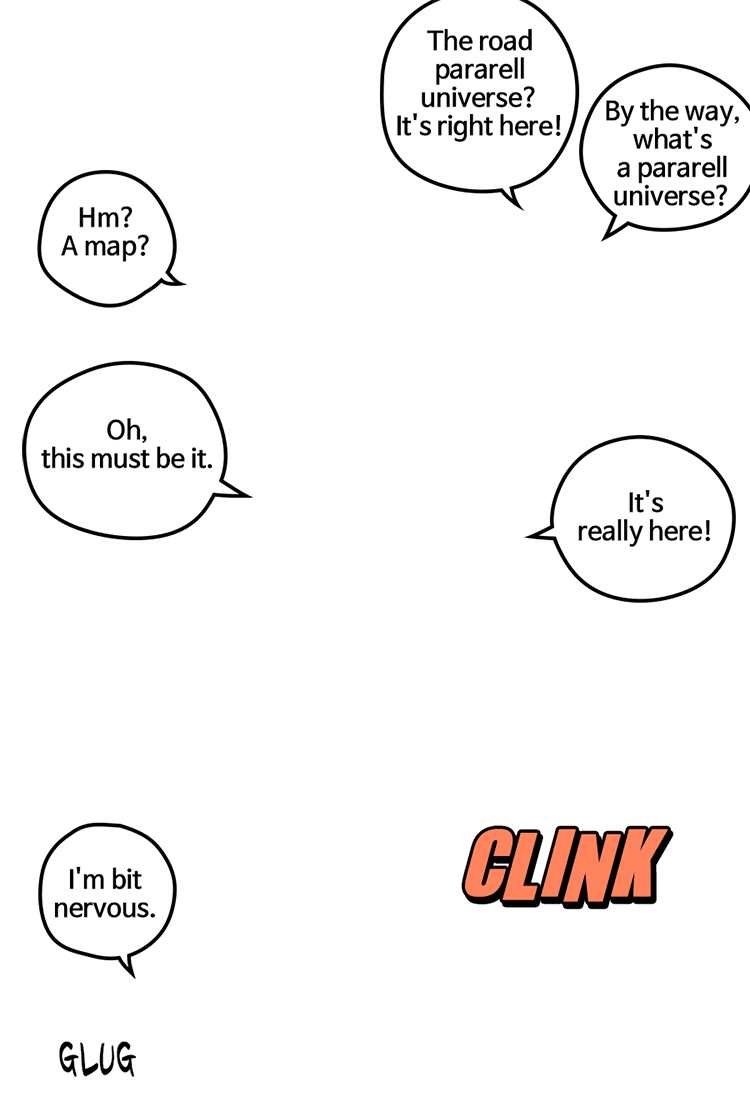 The road
pararell
universe?
It's right here!
By the way,
what's
a pararell
universe?
Hm?
A map?
Oh,
this must be it.
It's
really here!
I'm bit
nervous.
CLINK
GLUG